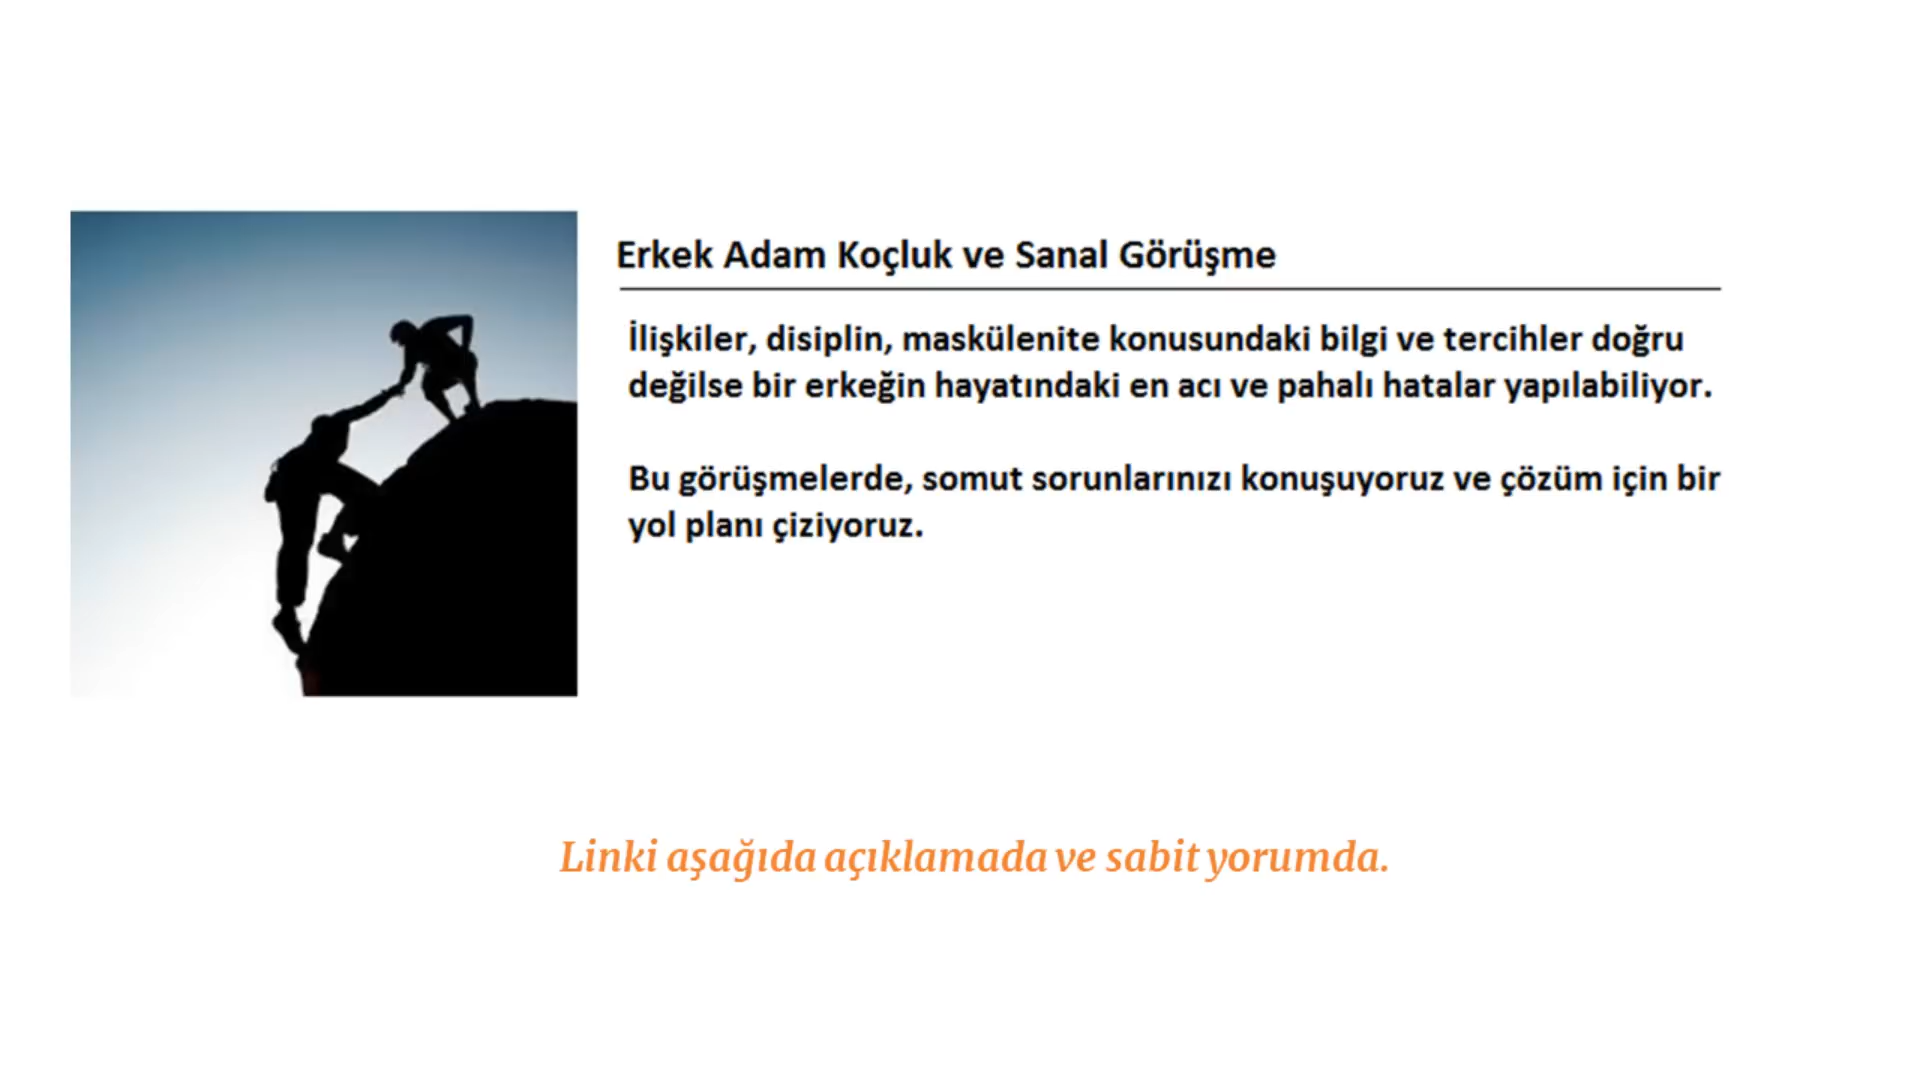 Erkek Adam Koçluk ve Sanal Görüşme
İlişkiler, disiplin, maskülenite konusundaki bilgi ve tercihler doğru
değilse bir erkeğin hayatındaki en acı ve pahalı hatalar yapılabiliyor.
Bu görüşmelerde, somut sorunlarınızı konuşuyoruz ve çözüm için bir
yol planı çiziyoruz.
Linki aşağıda açıklamada ve sabit yorumda.